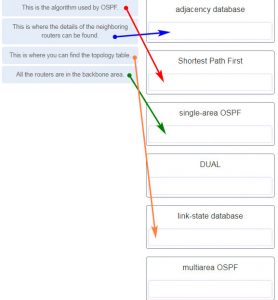 This is the algorithm used by OSPF.
This is where the details of the neighboring
routers can be found.
This is where you can find the topology table.
All the routers are in the backbone area.
adjacency database
Shortest Path First
single-area OSPF
DUAL
link-state database
multiarea OSPF